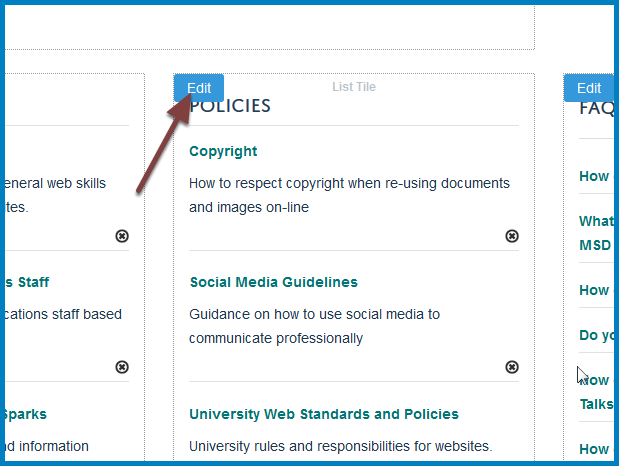 eneral web skills
tes.
s Staff
cations staff based
Sparks
nd information
Edit
List Tile
POLICIES
Copyright
How to respect copyright when re-using documents
and images on-line
Social Media Guidelines
Guidance on how to use social media to
communicate professionally
University Web Standards and Policies
University rules and responsibilities for websites.
Edit
FAQ
How
What
MSD
How
Do yo
How
Talks
How